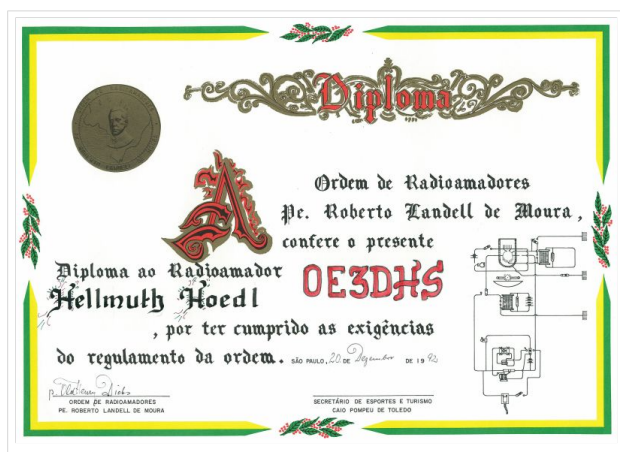 Diploma
A
Ordem de Radioamadores
Pe. Roberto Landell de Moura,
confere o presente
Diploma ao Radioamador OE3DHS
Hellmuth Hoedl
, por ter cumprido as exigências
do regulamento da ordem. SÃO PAULO, 20 DE Dezembro DE 19
ORDEM DE RADIOAMADORES
PE. ROBERTO LANDELL DE MOURA
SECRETÁRIO DE ESPORTES E TURISMO
CAIO POMPEU DE TOLEDO